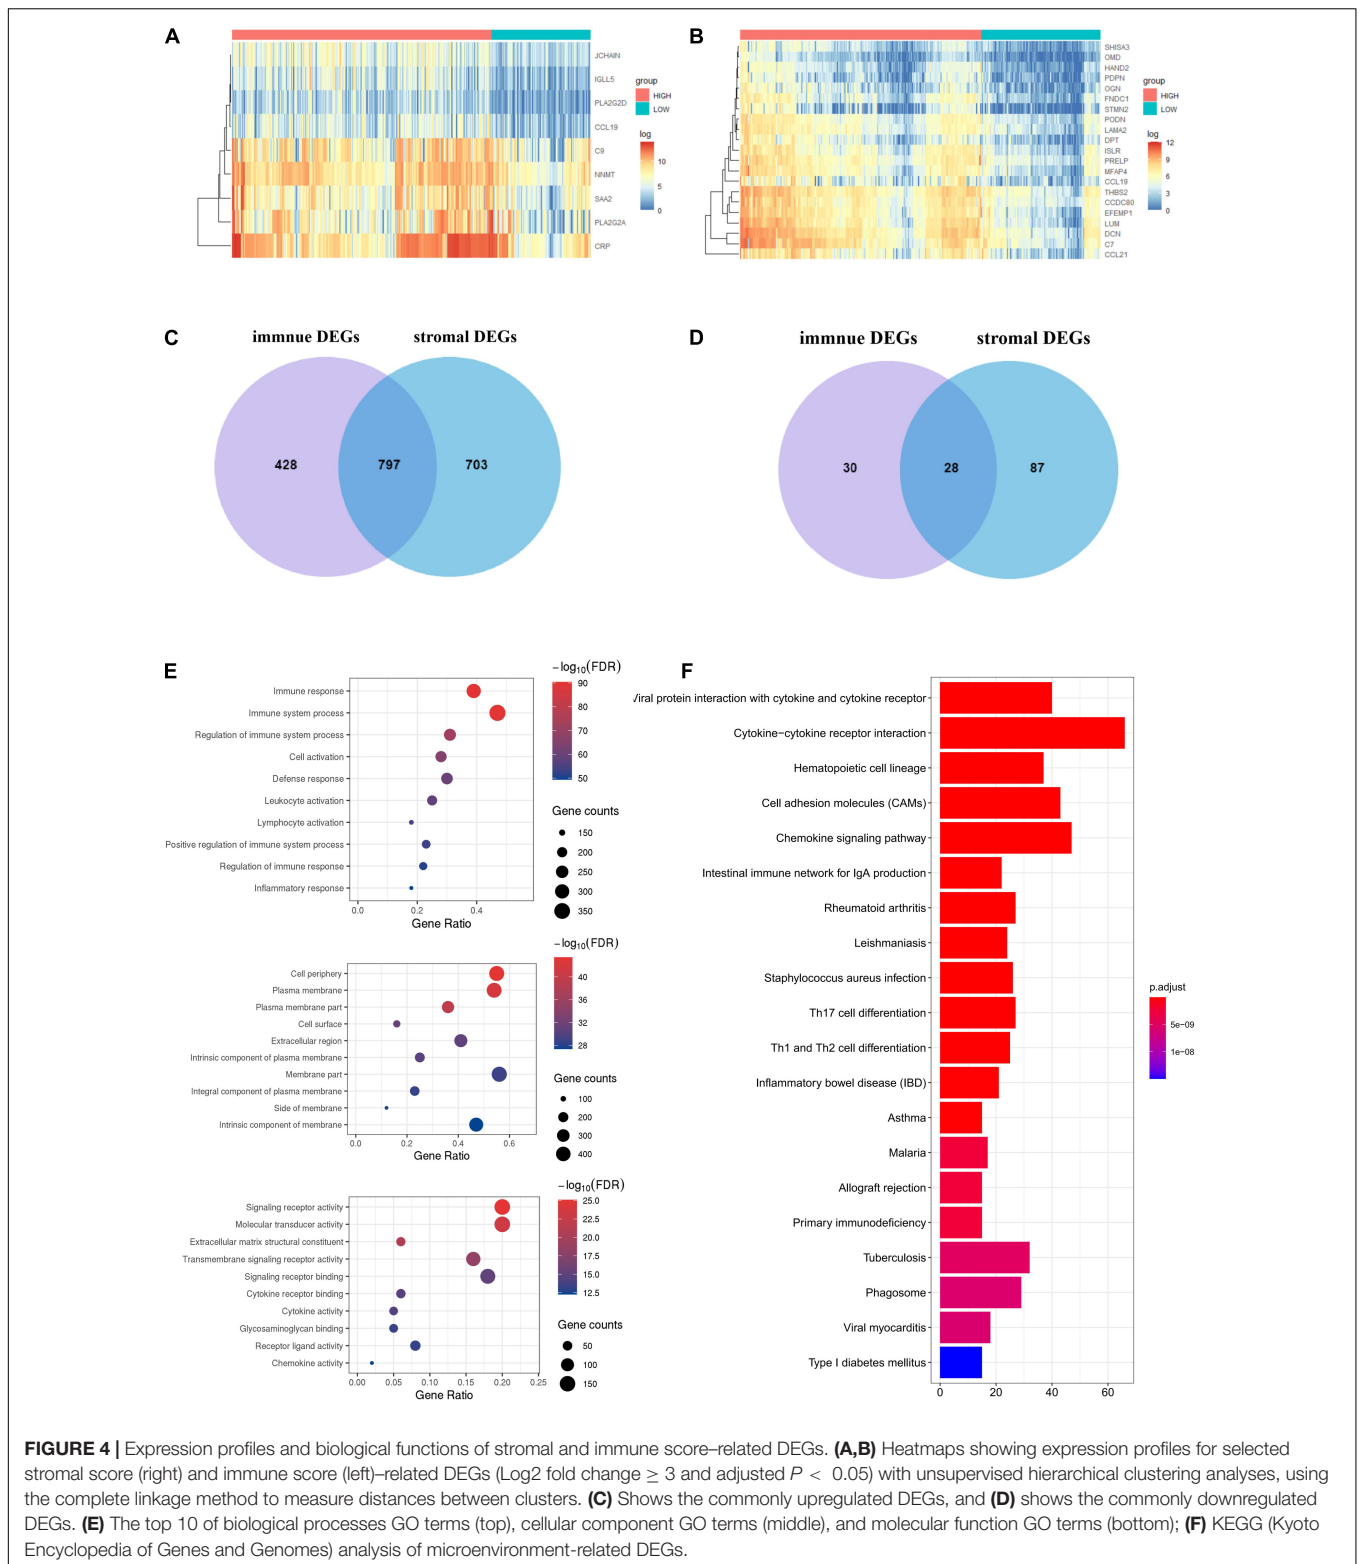 A
JCHAIN
IGLL5
PLA2G2D
CCL19
C9
NNMT
SAA2
PLA2G2A
CRP
group
HIGH
LOW
log
10
5
0
B
SHISA3
OMD
HAND2
PDPN
OGN
FNDC1
STMN2
PODN
LAMA2
DPT
ISLR
PRELP
MFAP4
CCL19
THBS2
CCDC80
EFEMP1
LUM
DCN
C7
CCL21
group
HIGH
LOW
log
12
9
6
3
0
C
immnue DEGs stromal DEGs
428 797 703
D
immnue DEGs stromal DEGs
30 28 87
E
Immune response
Immune system process
Regulation of immune system process
Cell activation
Defense response
Leukocyte activation
Lymphocyte activation
Positive regulation of immune system process
Regulation of immune response
Inflammatory response
0.0 0.2 0.4
Gene Ratio
−log₁₀(FDR)
90
80
70
60
50
Gene counts
150
200
250
300
350
Cell periphery
Plasma membrane
Plasma membrane part
Cell surface
Extracellular region
Intrinsic component of plasma membrane
Membrane part
Integral component of plasma membrane
Side of membrane
Intrinsic component of membrane
0.0 0.2 0.4 0.6
Gene Ratio
−log₁₀(FDR)
40
36
32
28
Gene counts
100
200
300
400
Signaling receptor activity
Molecular transducer activity
Extracellular matrix structural constituent
Transmembrane signaling receptor activity
Signaling receptor binding
Cytokine receptor binding
Cytokine activity
Glycosaminoglycan binding
Receptor ligand activity
Chemokine activity
0.00 0.05 0.10 0.15 0.20 0.25
Gene Ratio
−log₁₀(FDR)
25.0
22.5
20.0
17.5
15.0
12.5
Gene counts
50
100
150
F
Viral protein interaction with cytokine and cytokine receptor
Cytokine−cytokine receptor interaction
Hematopoietic cell lineage
Cell adhesion molecules (CAMs)
Chemokine signaling pathway
Intestinal immune network for IgA production
Rheumatoid arthritis
Leishmaniasis
Staphylococcus aureus infection
Th17 cell differentiation
Th1 and Th2 cell differentiation
Inflammatory bowel disease (IBD)
Asthma
Malaria
Allograft rejection
Primary immunodeficiency
Tuberculosis
Phagosome
Viral myocarditis
Type I diabetes mellitus
0 20 40 60
p.adjust
5e−09
1e−08
FIGURE 4 | Expression profiles and biological functions of stromal and immune score–related DEGs. (A,B) Heatmaps showing expression profiles for selected
stromal score (right) and immune score (left)–related DEGs (Log2 fold change ≥ 3 and adjusted P < 0.05) with unsupervised hierarchical clustering analyses, using
the complete linkage method to measure distances between clusters. (C) Shows the commonly upregulated DEGs, and (D) shows the commonly downregulated
DEGs. (E) The top 10 of biological processes GO terms (top), cellular component GO terms (middle), and molecular function GO terms (bottom); (F) KEGG (Kyoto
Encyclopedia of Genes and Genomes) analysis of microenvironment-related DEGs.